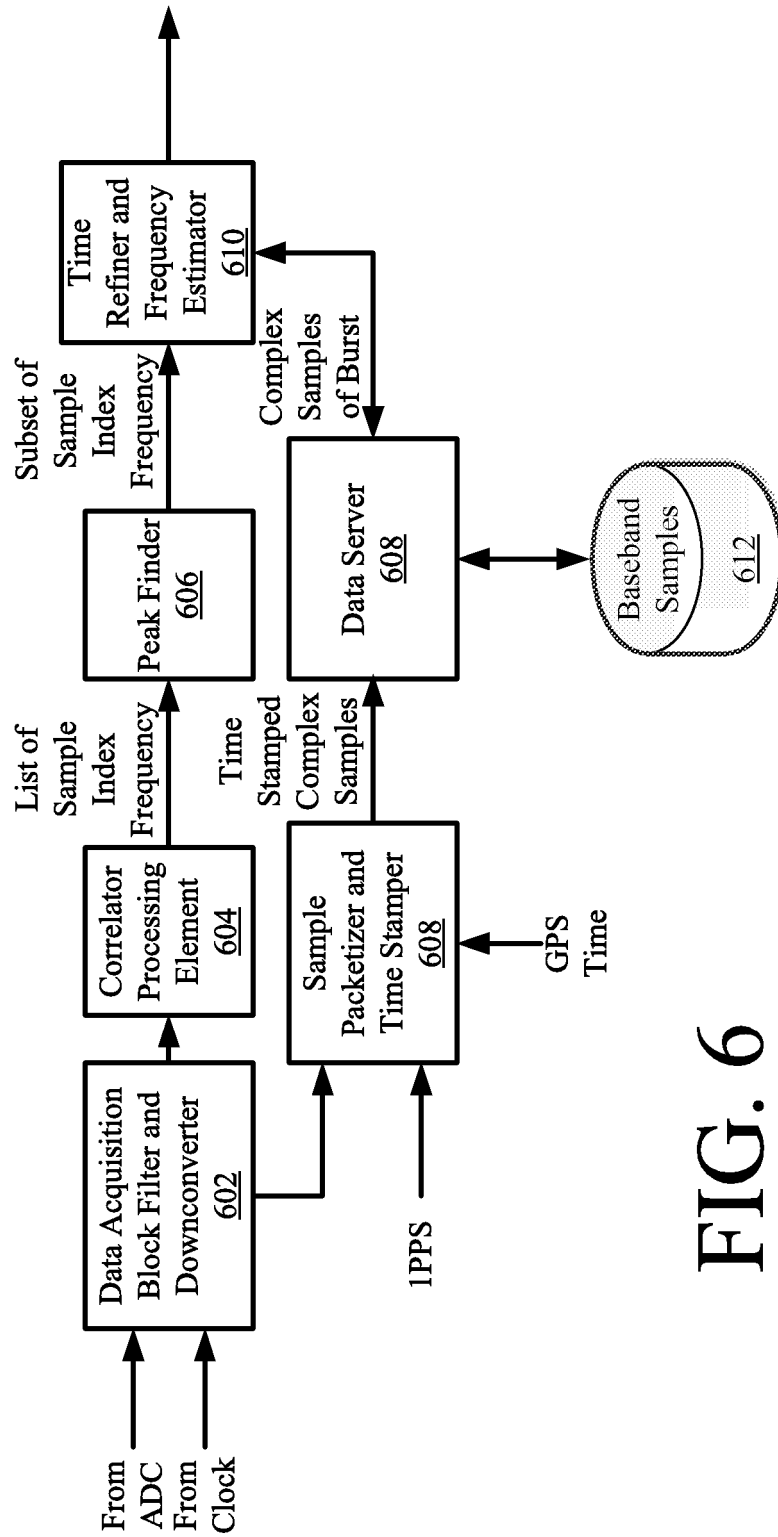 From
ADC
From
Clock
Data Acquisition
Block Filter and
Downconverter
602
Correlator
Processing
Element
604
List of
Sample
Index
Frequency
Peak Finder
606
Subset of
Sample
Index
Frequency
Time
Refiner and
Frequency
Estimator
610
1PPS
Sample
Packetizer and
Time Stamper
608
GPS
Time
Time
Stamped
Complex
Samples
Data Server
608
Complex
Samples
of Burst
Baseband
Samples
612
FIG. 6